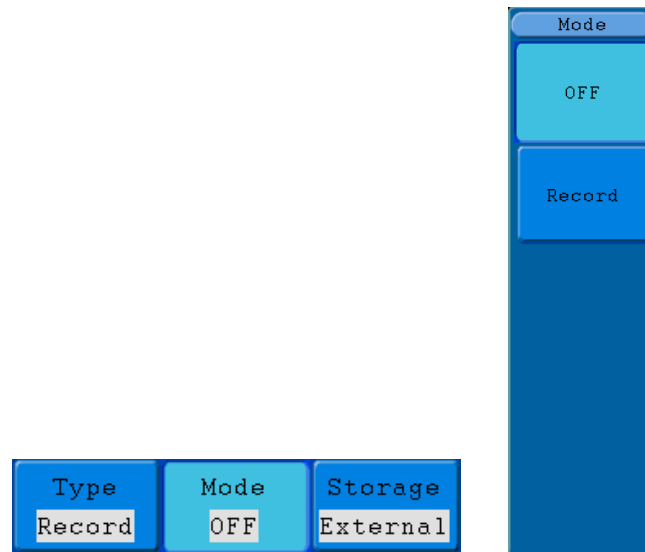 Mode
OFF
Record
Type Mode Storage
Record OFF External